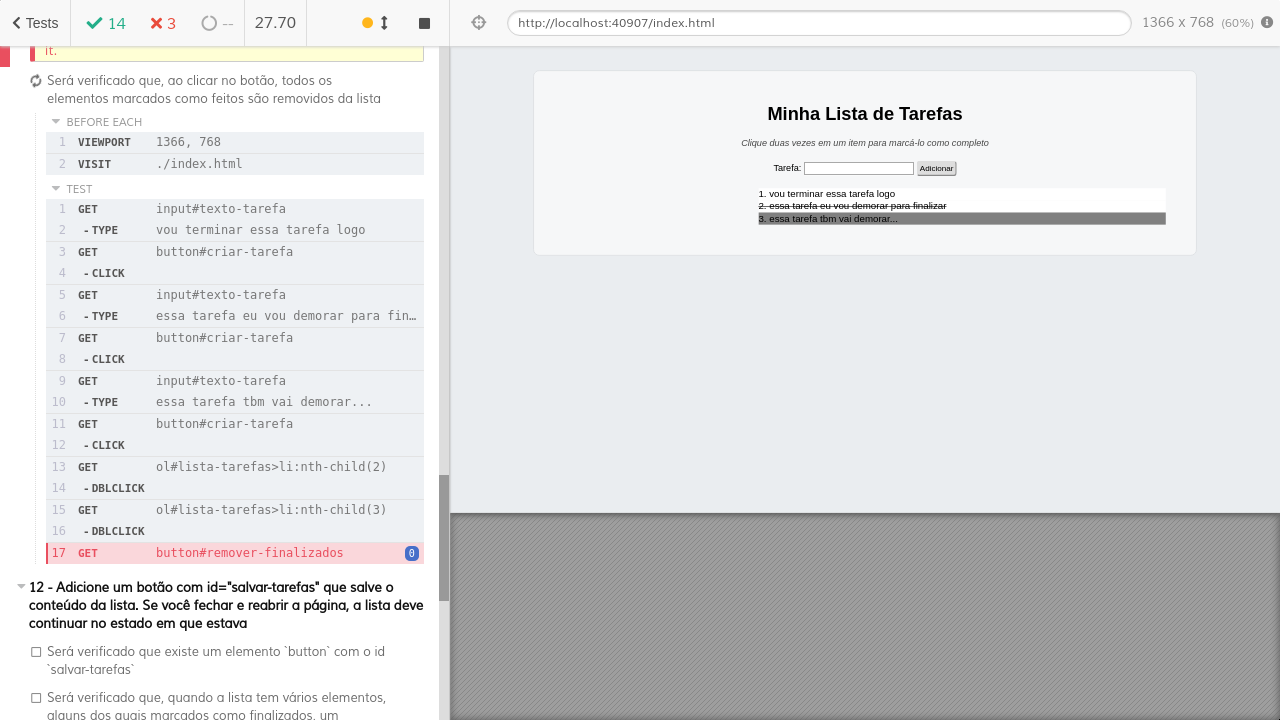 Tests 14 3 -- 27.70
http://localhost:40907/index.html 1366 x 768 (60%)
it.
Será verificado que, ao clicar no botão, todos os
elementos marcados como feitos são removidos da lista
BEFORE EACH
1 VIEWPORT 1366, 768
2 VISIT ./index.html
TEST
1 GET input#texto-tarefa
2 -TYPE vou terminar essa tarefa logo
3 GET button#criar-tarefa
4 -CLICK
5 GET input#texto-tarefa
6 -TYPE essa tarefa eu vou demorar para fin…
7 GET button#criar-tarefa
8 -CLICK
9 GET input#texto-tarefa
10 -TYPE essa tarefa tbm vai demorar...
11 GET button#criar-tarefa
12 -CLICK
13 GET ol#lista-tarefas>li:nth-child(2)
14 -DBLCLICK
15 GET ol#lista-tarefas>li:nth-child(3)
16 -DBLCLICK
17 GET button#remover-finalizados 0
12 - Adicione um botão com id="salvar-tarefas" que salve o
conteúdo da lista. Se você fechar e reabrir a página, a lista deve
continuar no estado em que estava
Será verificado que existe um elemento `button` com o id
`salvar-tarefas`
Será verificado que, quando a lista tem vários elementos,
alguns dos quais marcados como finalizados, um
Minha Lista de Tarefas
Clique duas vezes em um item para marcá-lo como completo
Tarefa: Adicionar
1. vou terminar essa tarefa logo
2. essa tarefa eu vou demorar para finalizar
3. essa tarefa tbm vai demorar...